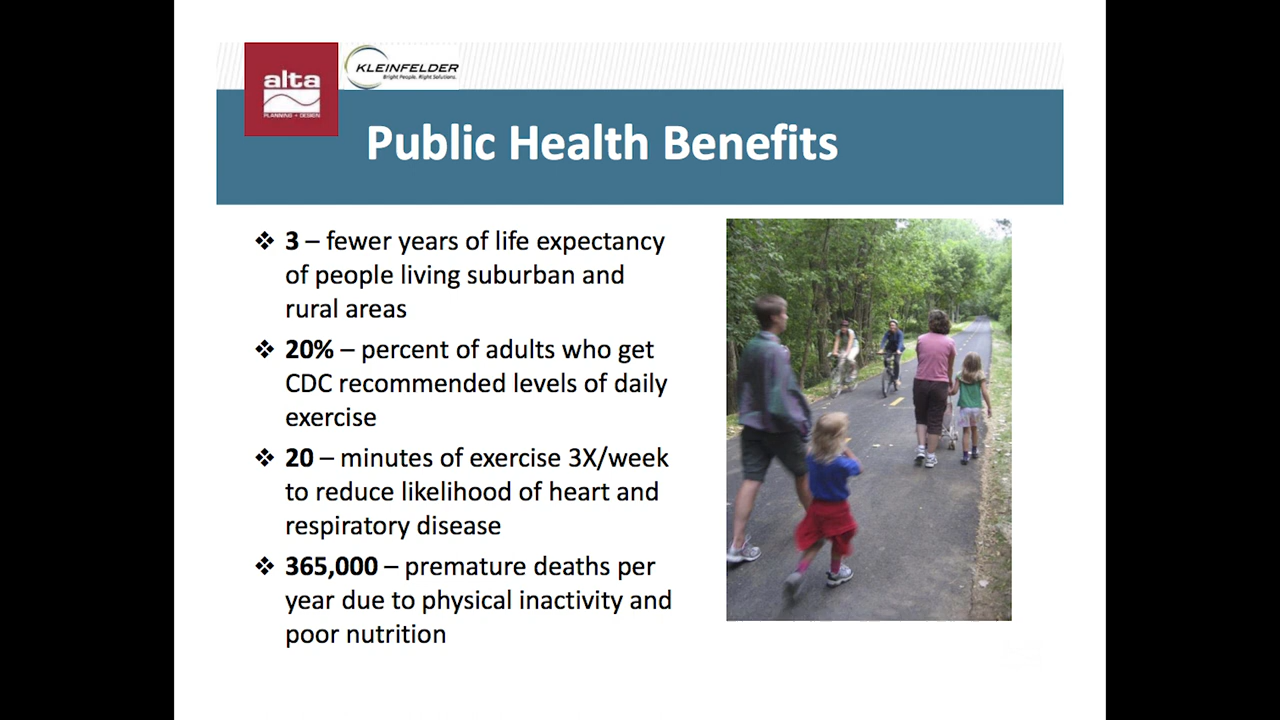 alta
PLANNING + DESIGN
KLEINFELDER
Bright People. Right Solutions.
Public Health Benefits
❖ 3 – fewer years of life expectancy
of people living suburban and
rural areas
❖ 20% – percent of adults who get
CDC recommended levels of daily
exercise
❖ 20 – minutes of exercise 3X/week
to reduce likelihood of heart and
respiratory disease
❖ 365,000 – premature deaths per
year due to physical inactivity and
poor nutrition